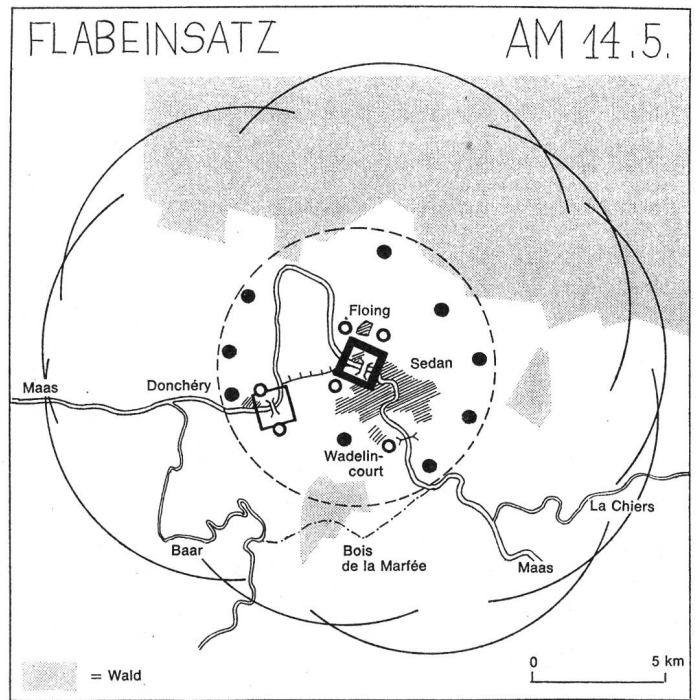 FLABEINSATZ
AM 14.5.
Floing
Sedan
Maas
Donchéry
Wadelin-
court
La Chiers
Baar
Bois
de la Marfée
Maas
= Wald
0
5 km